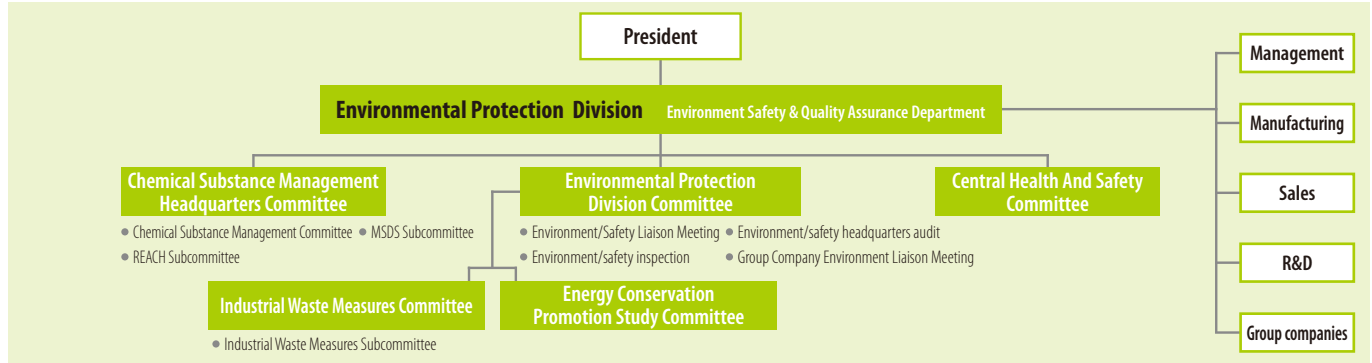 President
Environmental Protection Division Environment Safety & Quality Assurance Department
Chemical Substance Management
Headquarters Committee
● Chemical Substance Management Committee ● MSDS Subcommittee
● REACH Subcommittee
Environmental Protection
Division Committee
● Environment/Safety Liaison Meeting ● Environment/safety headquarters audit
● Environment/safety inspection ● Group Company Environment Liaison Meeting
Central Health And Safety
Committee
Industrial Waste Measures Committee
● Industrial Waste Measures Subcommittee
Energy Conservation
Promotion Study Committee
Management
Manufacturing
Sales
R&D
Group companies